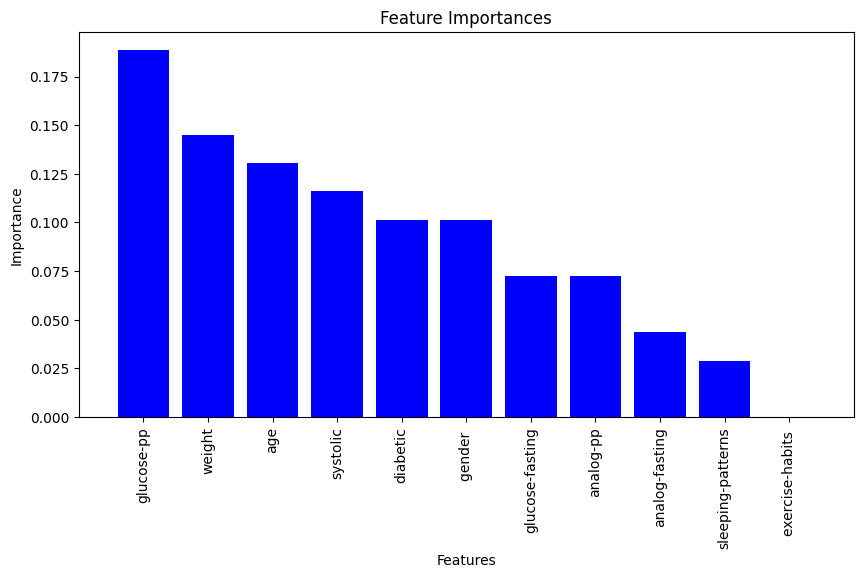 Feature Importances
Importance
0.175
0.150
0.125
0.100
0.075
0.050
0.025
0.000
glucose-pp
weight
age
systolic
diabetic
gender
glucose-fasting
analog-pp
analog-fasting
sleeping-patterns
exercise-habits
Features